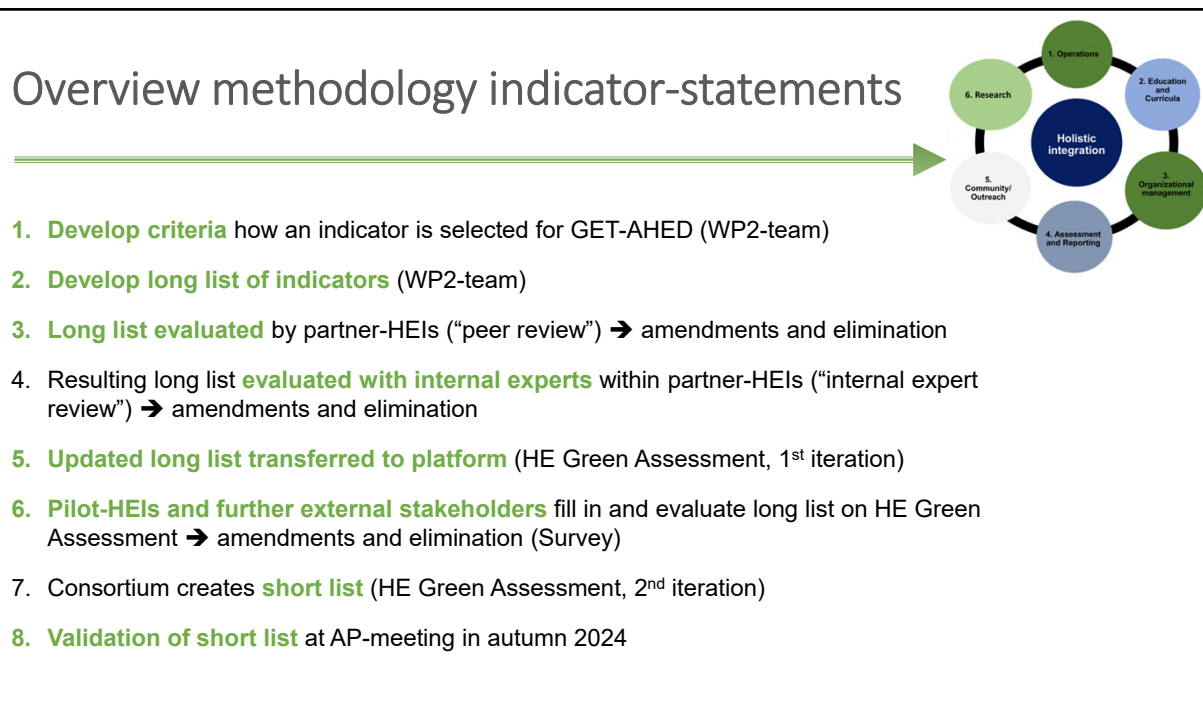 Overview methodology indicator-statements
1. Operations
2. Education
and
Curricula
3.
Organizational
management
4. Assessment
and Reporting
5.
Community/
Outreach
6. Research
Holistic
integration
1. Develop criteria how an indicator is selected for GET-AHED (WP2-team)
2. Develop long list of indicators (WP2-team)
3. Long list evaluated by partner-HEIs (“peer review”) ➔ amendments and elimination
4. Resulting long list evaluated with internal experts within partner-HEIs (“internal expert
review”) ➔ amendments and elimination
5. Updated long list transferred to platform (HE Green Assessment, 1st iteration)
6. Pilot-HEIs and further external stakeholders fill in and evaluate long list on HE Green
Assessment ➔ amendments and elimination (Survey)
7. Consortium creates short list (HE Green Assessment, 2nd iteration)
8. Validation of short list at AP-meeting in autumn 2024